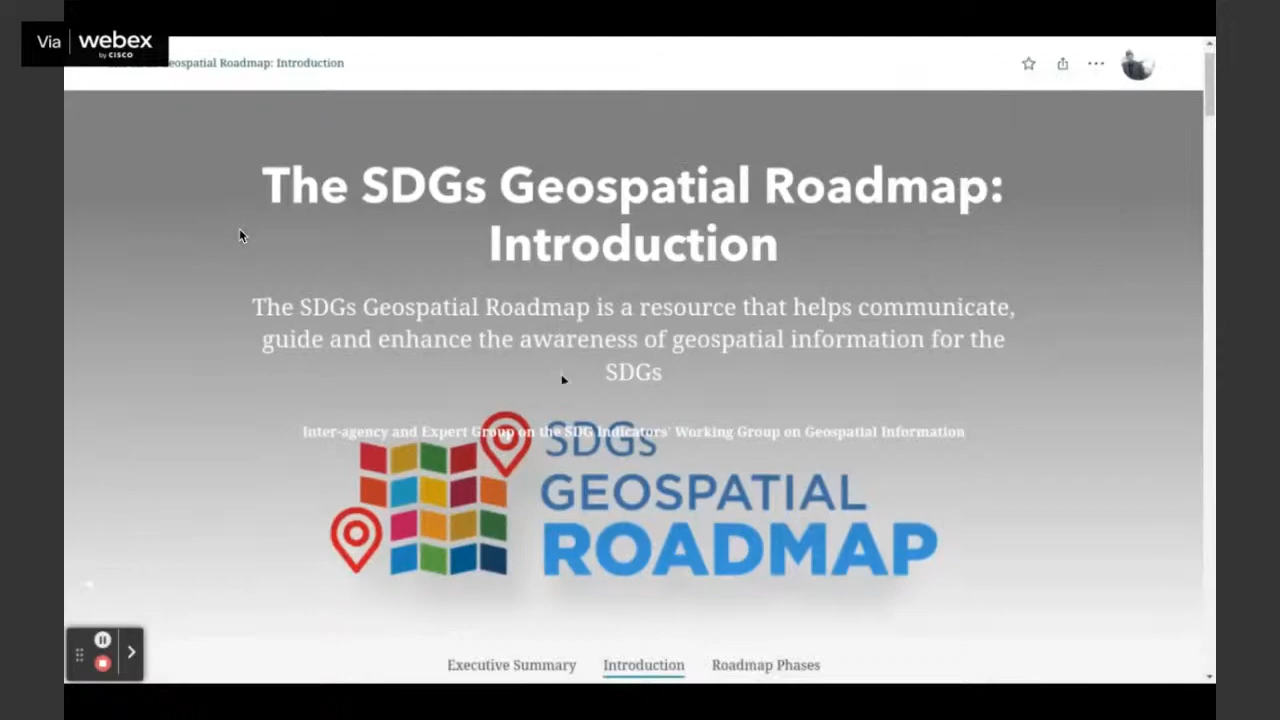 Via webex
by CISCO
eospatial Roadmap: Introduction
The SDGs Geospatial Roadmap:
Introduction
The SDGs Geospatial Roadmap is a resource that helps communicate,
guide and enhance the awareness of geospatial information for the
SDGs
Inter-agency and Expert Group on the SDG Indicators' Working Group on Geospatial Information
SDGs
GEOSPATIAL
ROADMAP
Executive Summary Introduction Roadmap Phases